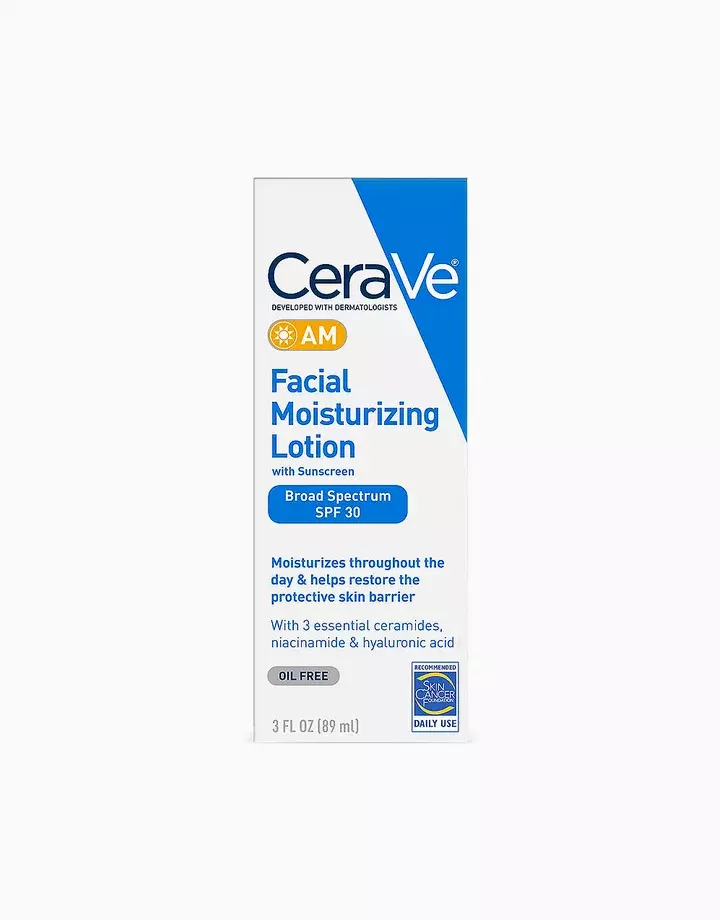 CeraVe®
DEVELOPED WITH DERMATOLOGISTS
AM
Facial
Moisturizing
Lotion
with Sunscreen
Broad Spectrum
SPF 30
Moisturizes throughout the
day & helps restore the
protective skin barrier
With 3 essential ceramides,
niacinamide & hyaluronic acid
OIL FREE
RECOMMENDED
SKIN
CANCER
FOUNDATION
DAILY USE
3 FL OZ (89 ml)